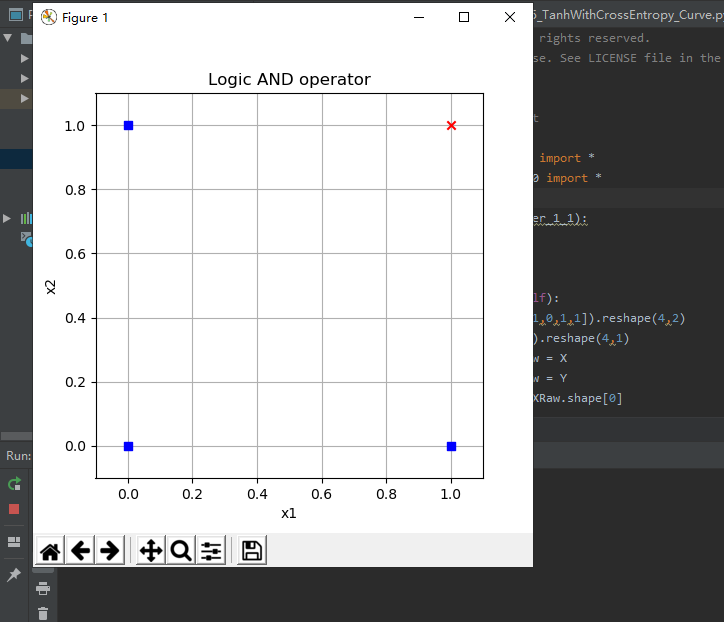 Figure 1
5_TanhWithCrossEntropy_Curve.py
rights reserved.
se. See LICENSE file in the
t
import *
0 import *
er_1_1):
lf):
1,0,1,1]).reshape(4,2)
).reshape(4,1)
w = X
w = Y
XRaw.shape[0]
Logic AND operator
x2
1.0
0.8
0.6
0.4
0.2
0.0
0.0 0.2 0.4 0.6 0.8 1.0
x1
Run: